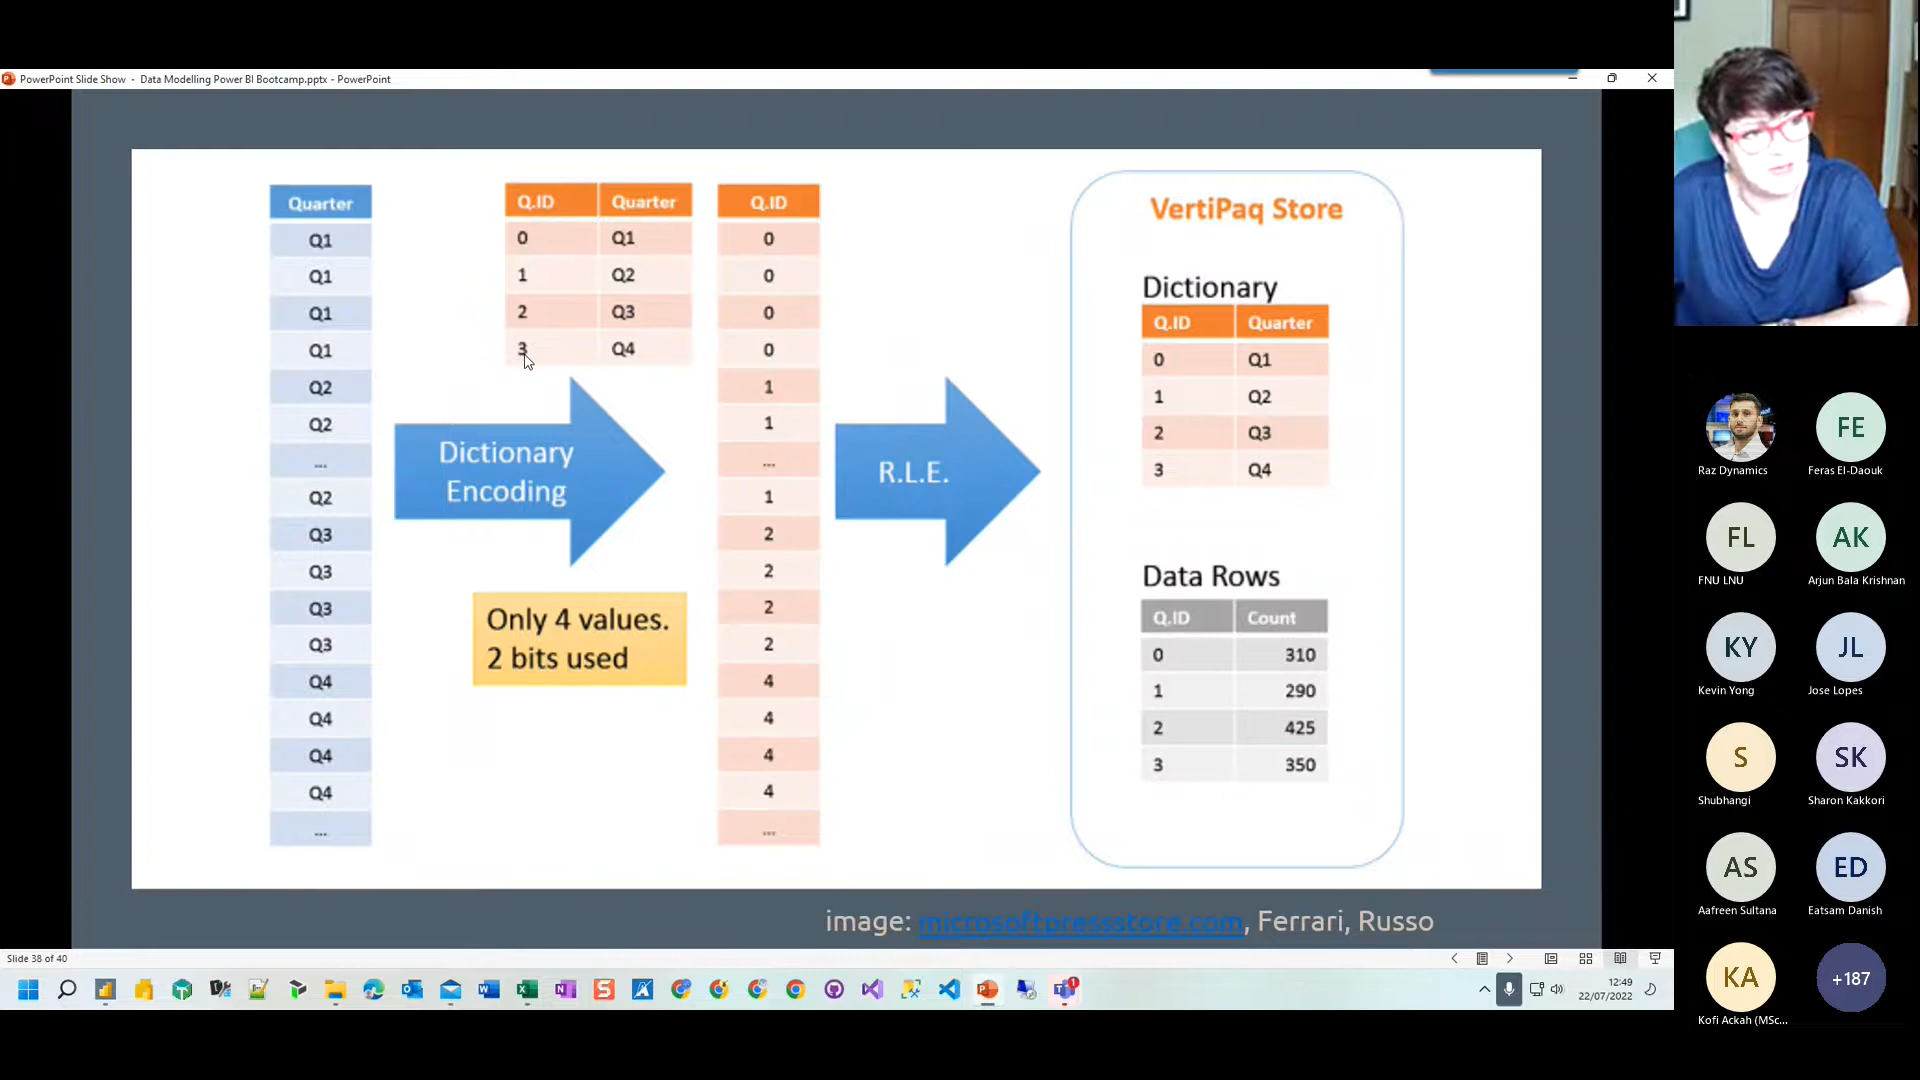 PowerPoint Slide Show - Data Modelling Power BI Bootcamp.pptx - PowerPoint
Quarter
Q1
Q1
Q1
Q1
Q2
Q2
...
Q2
Q3
Q3
Q3
Q3
Q4
Q4
Q4
Q4
...
Q.ID Quarter
0 Q1
1 Q2
2 Q3
3 Q4
Dictionary
Encoding
Only 4 values.
2 bits used
Q.ID
0
0
0
0
1
1
...
1
2
2
2
2
4
4
4
4
...
R.L.E.
VertiPaq Store
Dictionary
Q.ID Quarter
0 Q1
1 Q2
2 Q3
3 Q4
Data Rows
Q.ID Count
0 310
1 290
2 425
3 350
image: microsoftpressstore.com, Ferrari, Russo
Slide 38 of 40
12:49
22/07/2022
Raz Dynamics
FE
Feras El-Daouk
FL
FNU LNU
AK
Arjun Bala Krishnan
KY
Kevin Yong
JL
Jose Lopes
S
Shubhangi
SK
Sharon Kakkori
AS
Aafreen Sultana
ED
Eatsam Danish
KA
Kofi Ackah (MSc...
+187